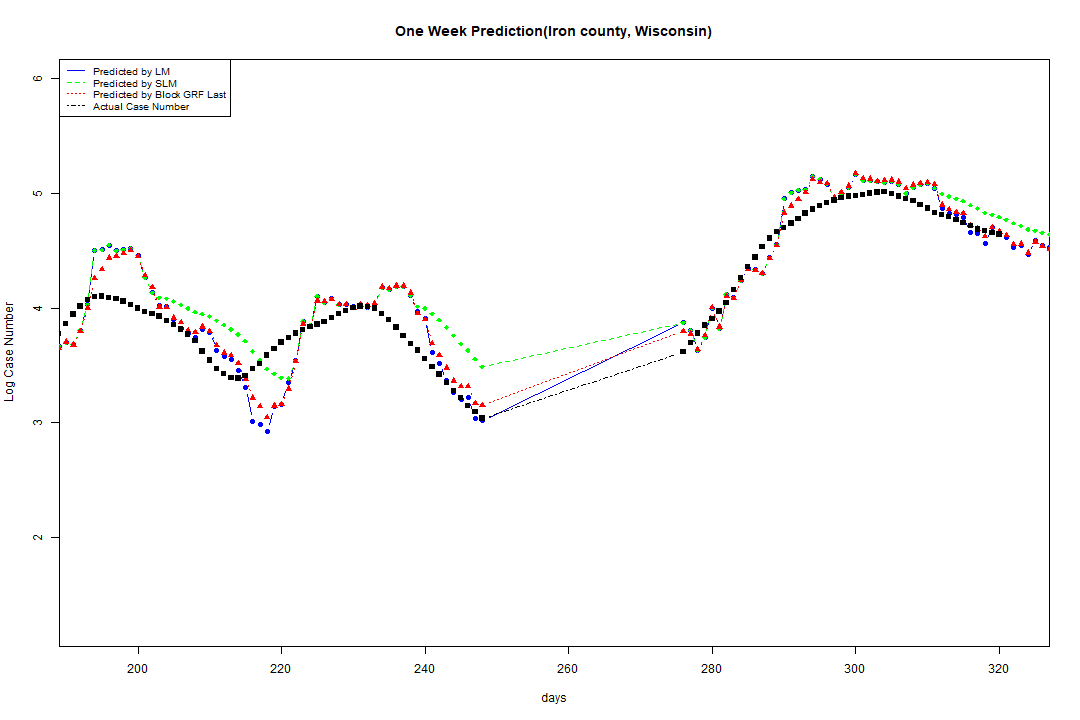 One Week Prediction(Iron county, Wisconsin)
Predicted by LM
Predicted by SLM
Predicted by Block GRF Last
Actual Case Number
6
5
4
3
2
Log Case Number
200 220 240 260 280 300 320
days